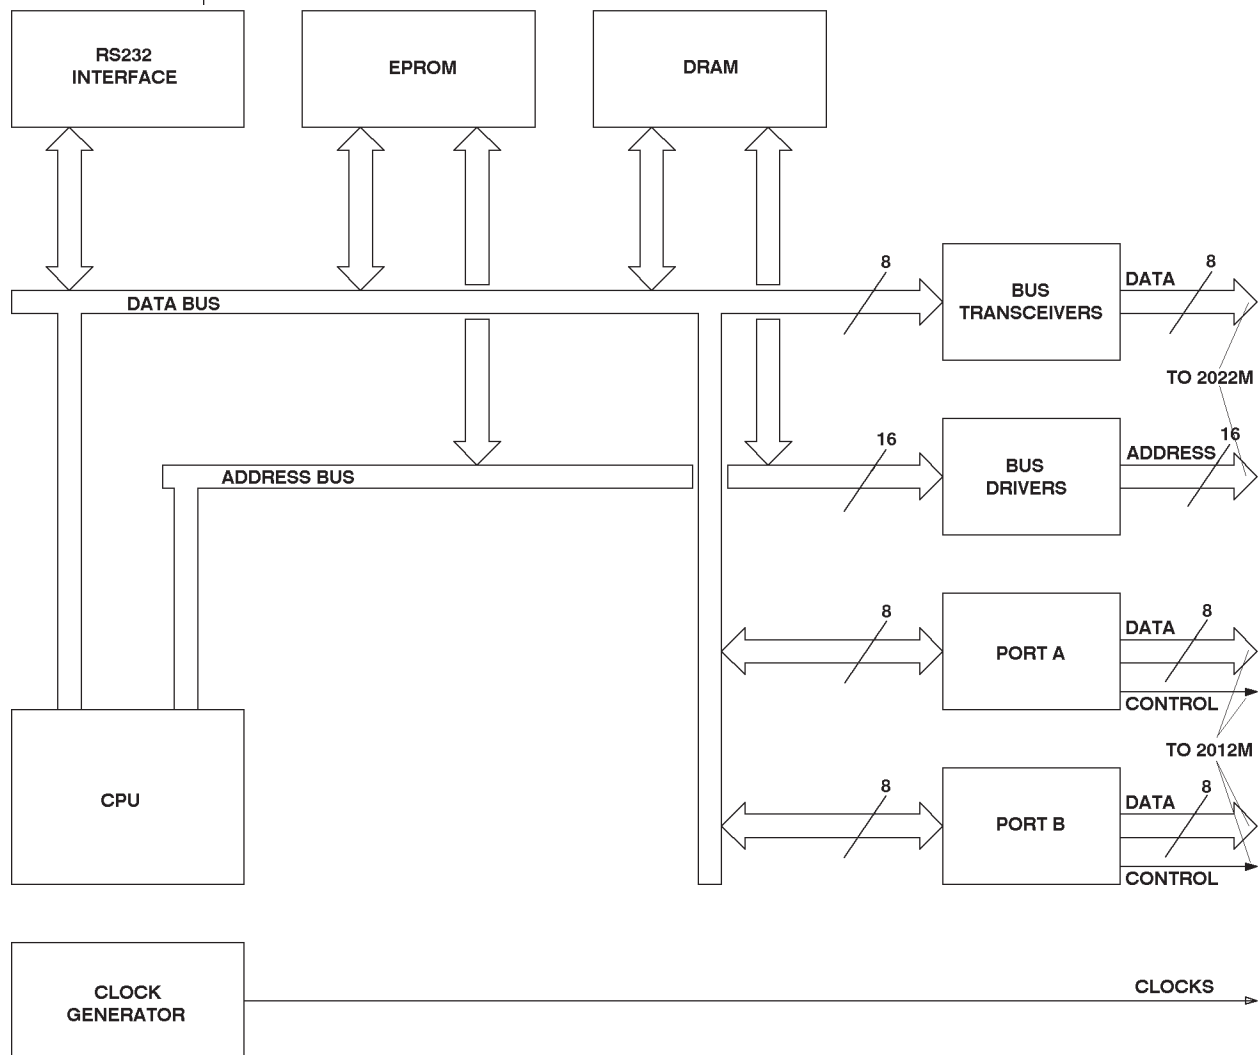 RS232
INTERFACE
EPROM
DRAM
8
BUS
TRANSCEIVERS
DATA
8
DATA BUS
TO 2022M
16
BUS
DRIVERS
ADDRESS
16
ADDRESS BUS
8
PORT A
DATA
8
CONTROL
TO 2012M
CPU
8
PORT B
DATA
8
CONTROL
CLOCK
GENERATOR
CLOCKS